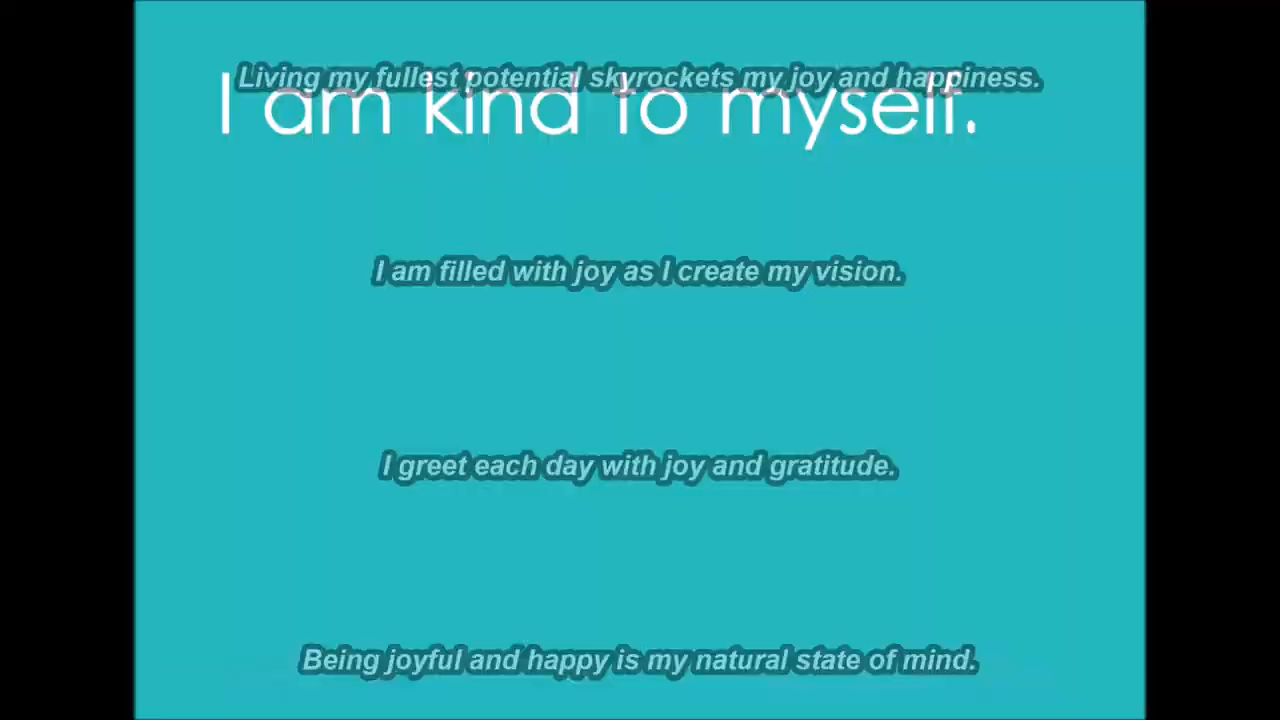 Living my fullest potential skyrockets my joy and happiness.
I am kind to myself.
I am filled with joy as I create my vision.
I greet each day with joy and gratitude.
Being joyful and happy is my natural state of mind.